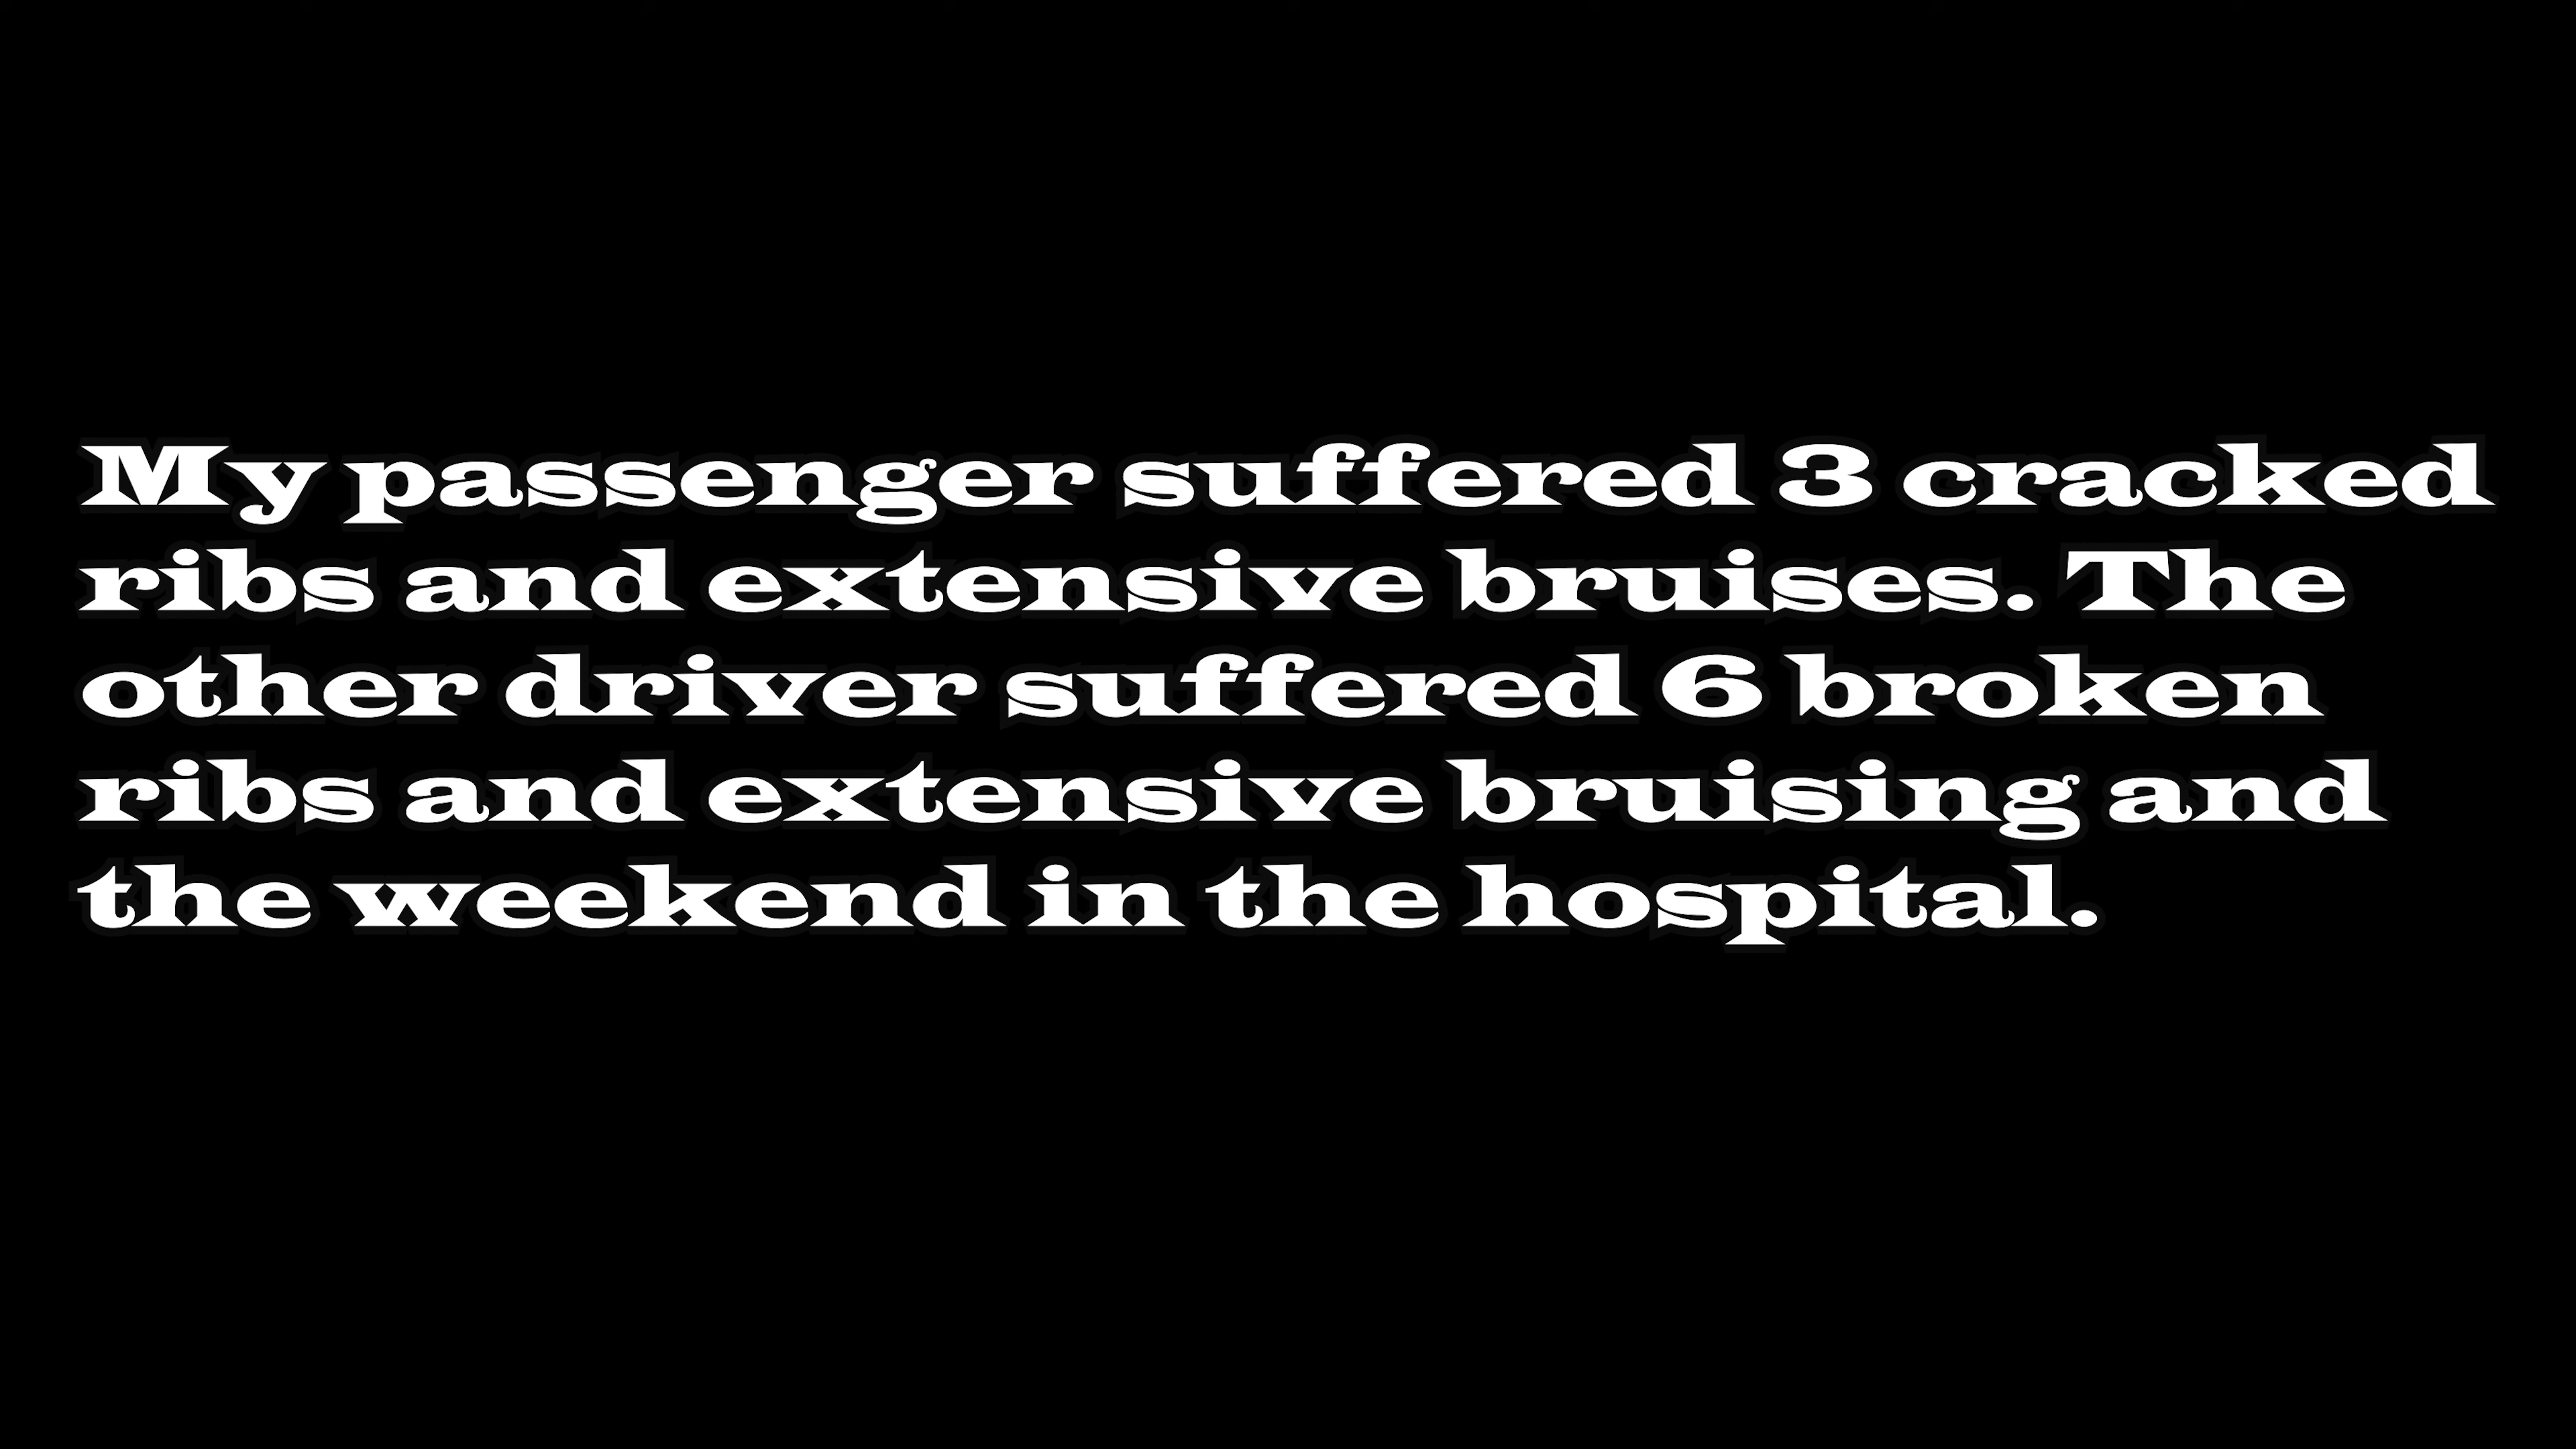 My passenger suffered 3 cracked
ribs and extensive bruises. The
other driver suffered 6 broken
ribs and extensive bruising and
the weekend in the hospital.